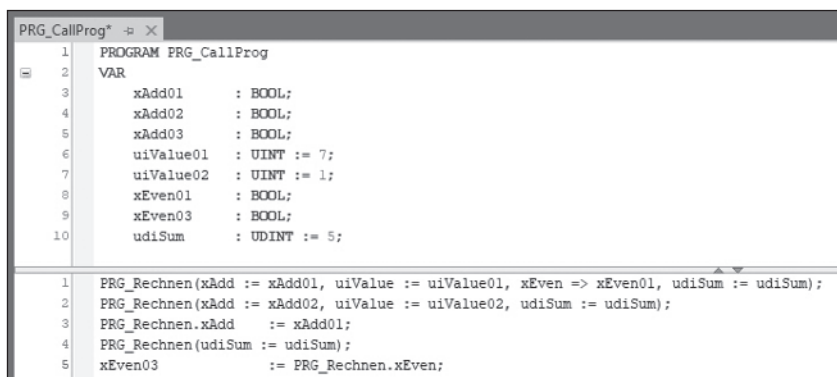 PRG_CallProg*
1 PROGRAM PRG_CallProg
2 VAR
3 xAdd01 : BOOL;
4 xAdd02 : BOOL;
5 xAdd03 : BOOL;
6 uiValue01 : UINT := 7;
7 uiValue02 : UINT := 1;
8 xEven01 : BOOL;
9 xEven03 : BOOL;
10 udiSum : UDINT := 5;
1 PRG_Rechnen(xAdd := xAdd01, uiValue := uiValue01, xEven => xEven01, udiSum := udiSum);
2 PRG_Rechnen(xAdd := xAdd02, uiValue := uiValue02, udiSum := udiSum);
3 PRG_Rechnen.xAdd := xAdd01;
4 PRG_Rechnen(udiSum := udiSum);
5 xEven03 := PRG_Rechnen.xEven;